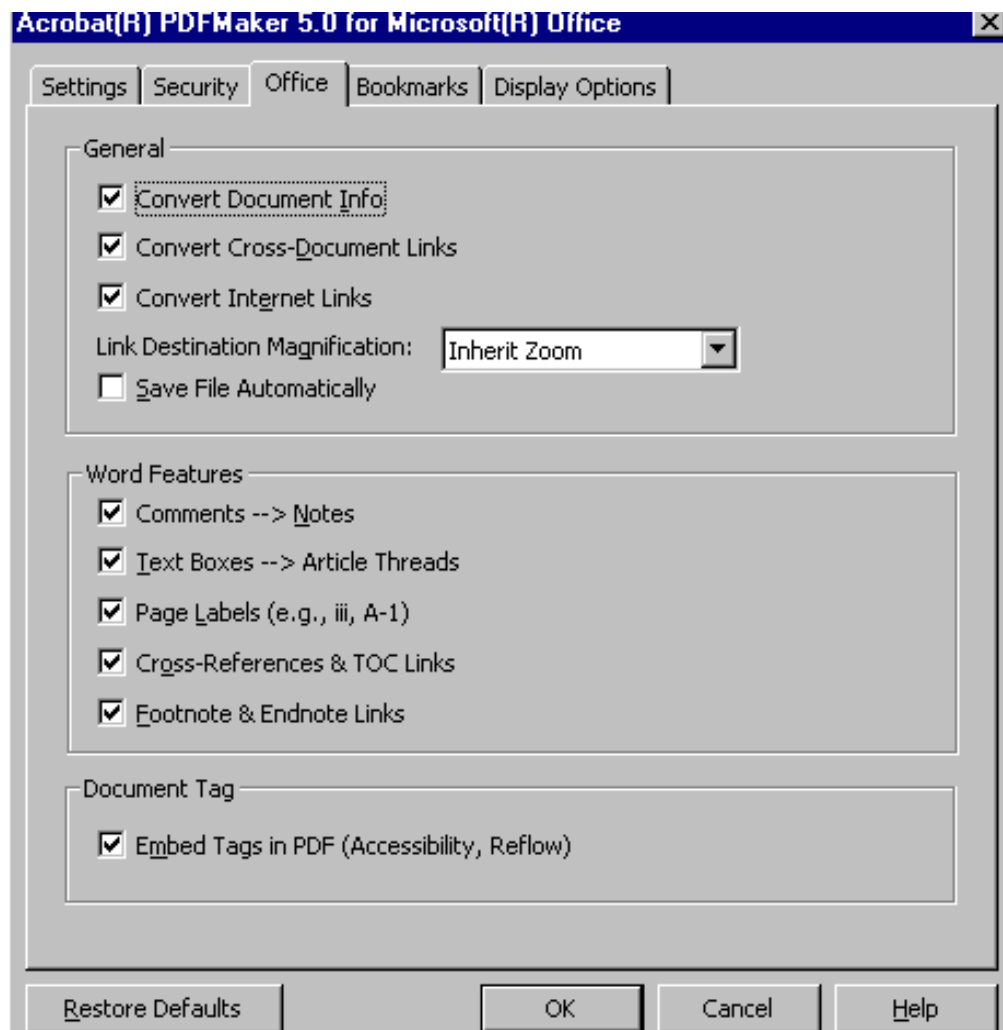 Acrobat(R) PDFMaker 5.0 for Microsoft(R) Office
Settings Security Office Bookmarks Display Options
General
Convert Document Info
Convert Cross-Document Links
Convert Internet Links
Link Destination Magnification: Inherit Zoom
Save File Automatically
Word Features
Comments --> Notes
Text Boxes --> Article Threads
Page Labels (e.g., iii, A-1)
Cross-References & TOC Links
Footnote & Endnote Links
Document Tag
Embed Tags in PDF (Accessibility, Reflow)
Restore Defaults OK Cancel Help